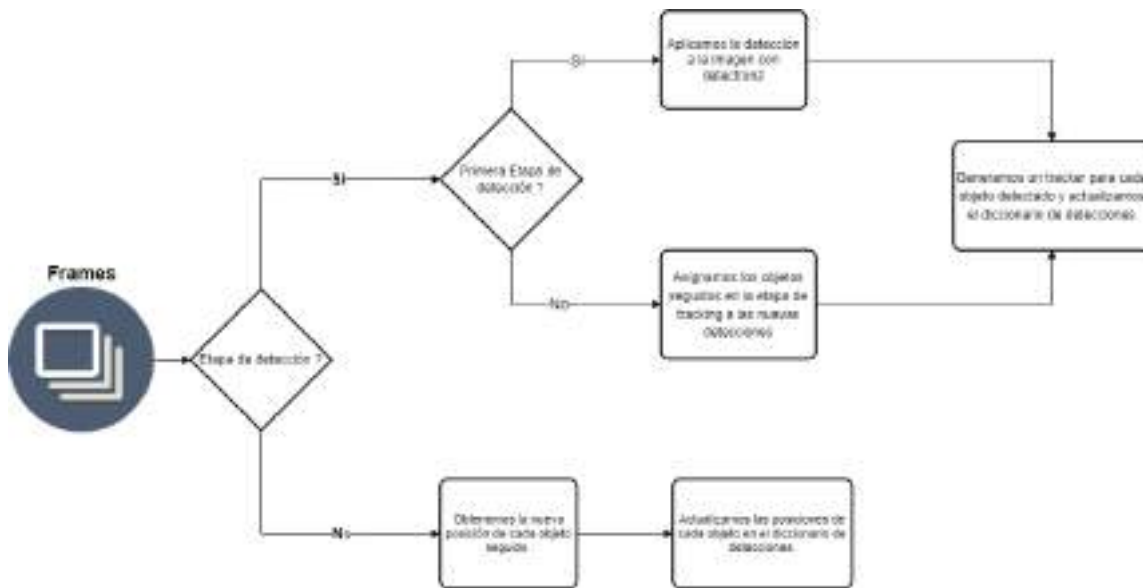 Aplicamos la detección
a la imagen con
detectron2
Si
Primera Etapa de
detección ?
Si
Generamos un tracker para cada
objeto detectado y actualizamos
el diccionario de detecciones.
Frames
Asignamos los objetos
seguidos en la etapa de
tracking a las nuevas
detecciones
No
Etapa de detección ?
Obtenemos la nueva
posición de cada objeto
seguido
Actualizamos las posiciones de
cada objeto en el diccionario de
detecciones.
No